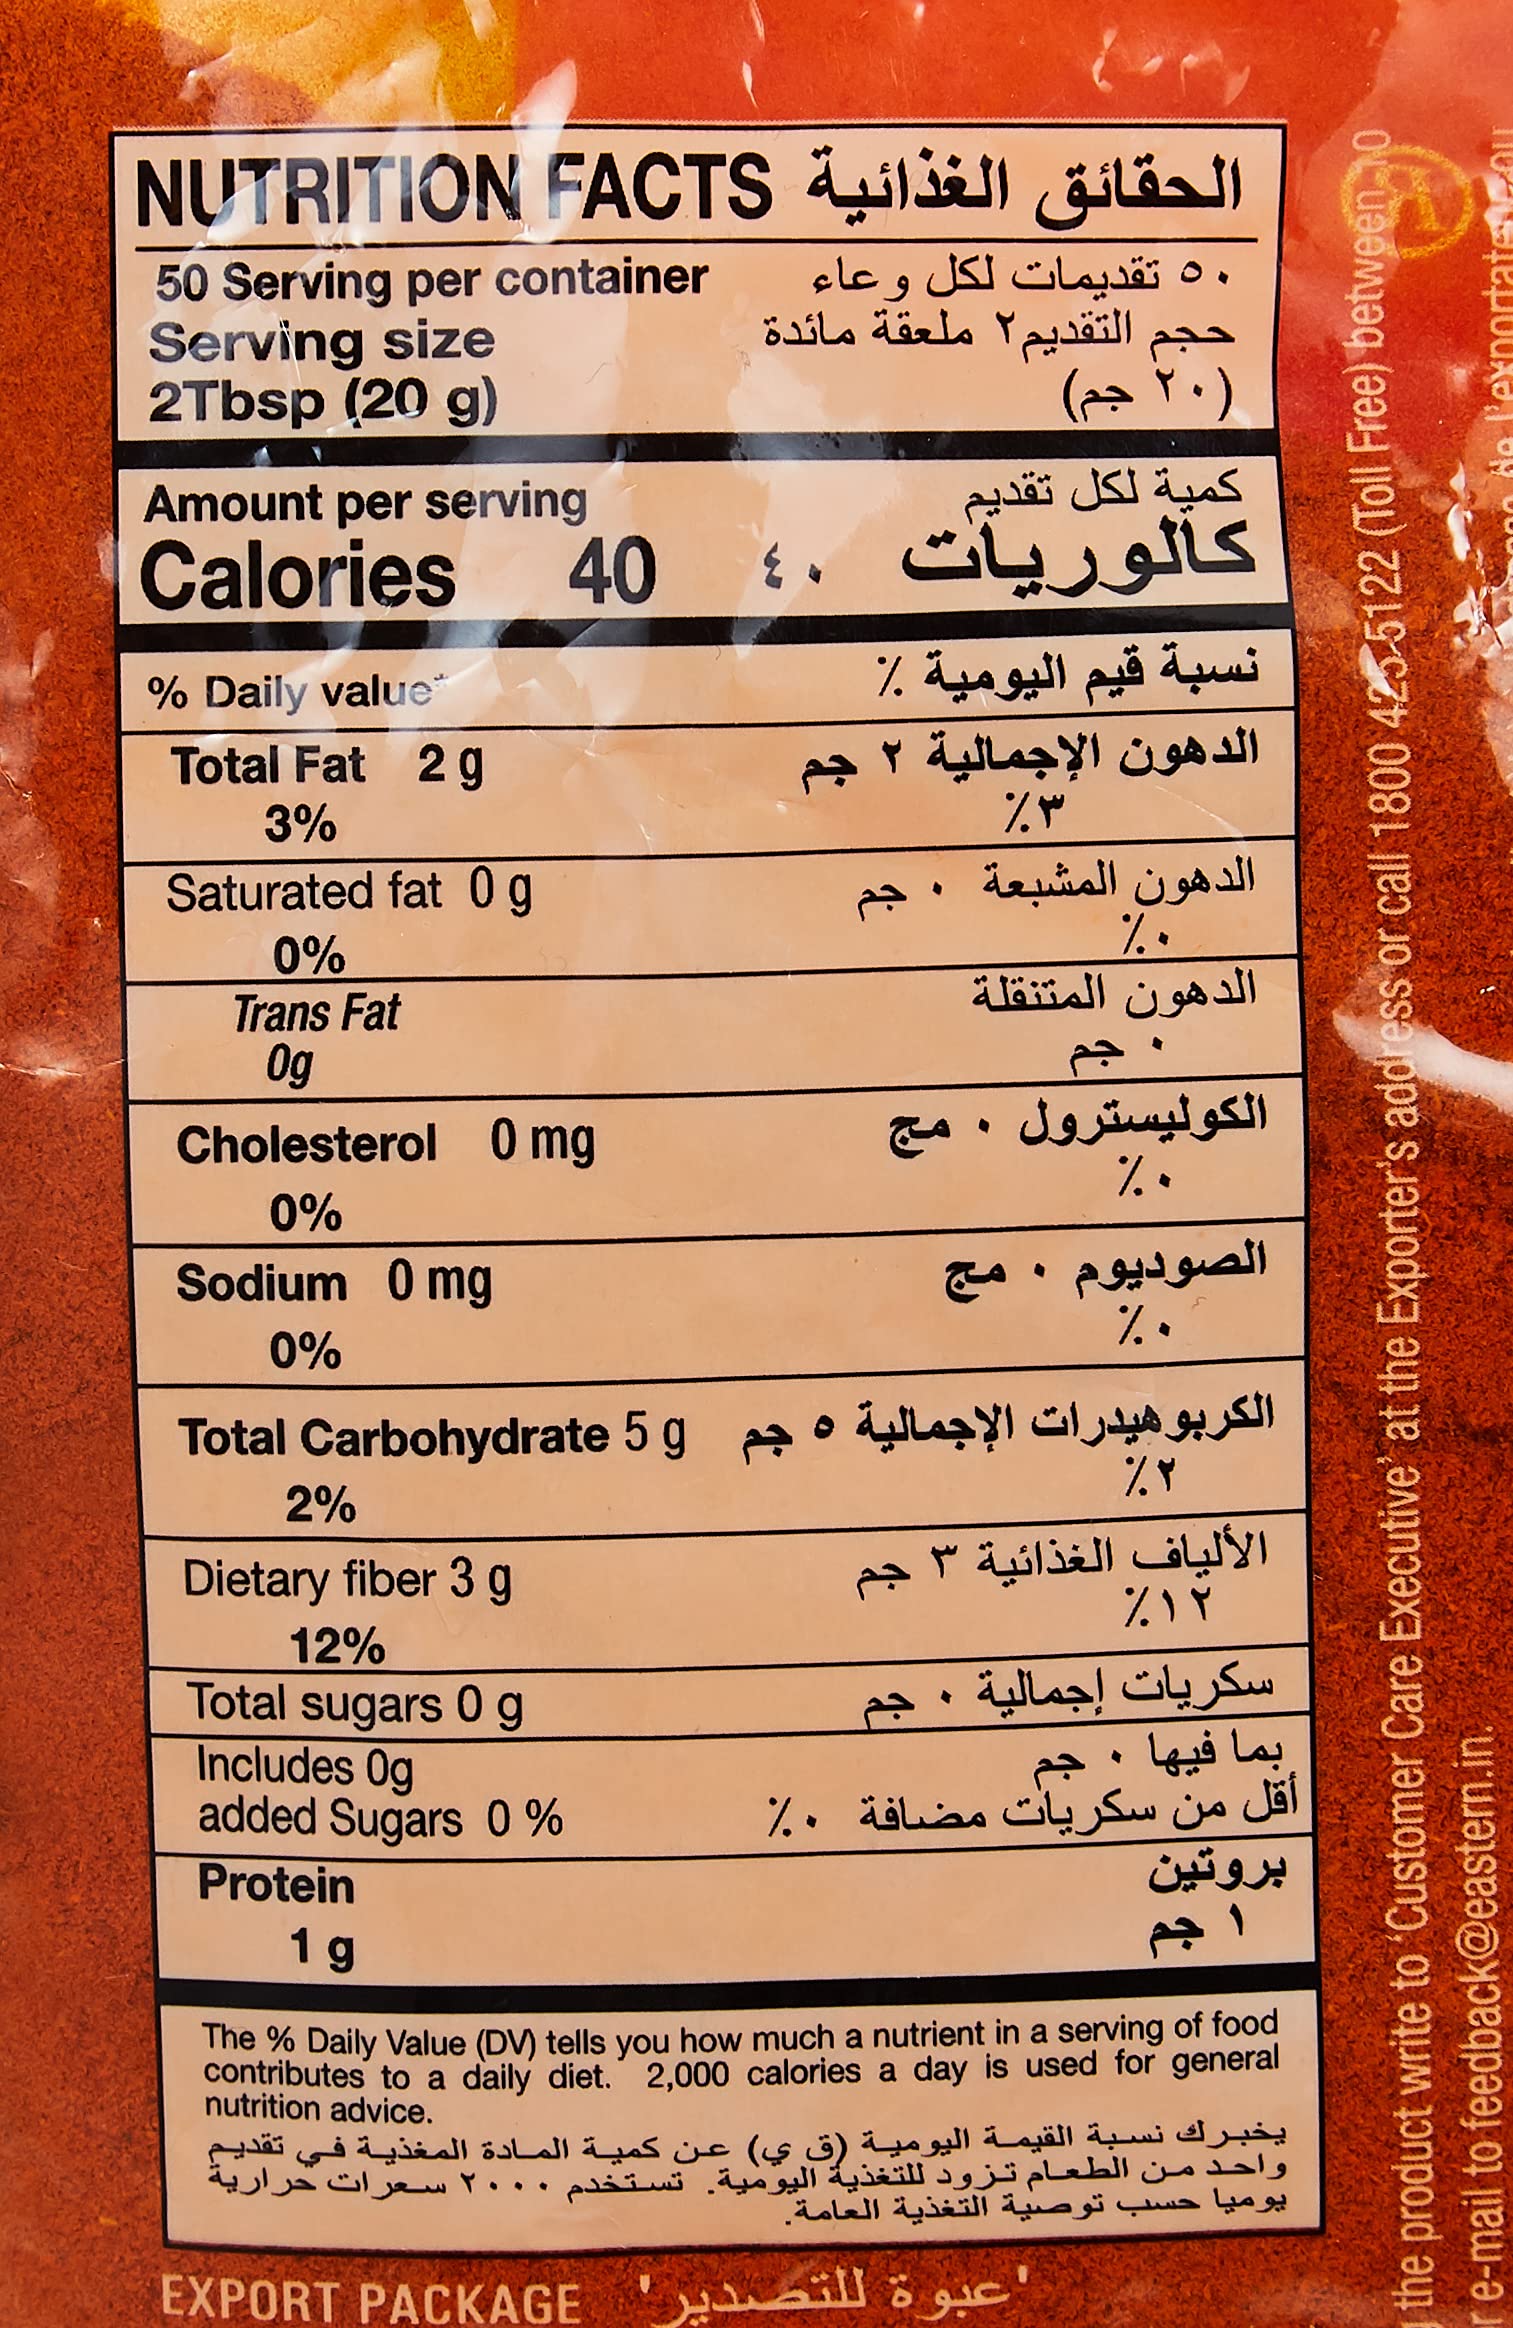 NUTRITION FACTS الحقائق الغذائية
50 Serving per container ٥٠ تقديمات لكل وعاء
Serving size حجم التقديم٢ ملعقة مائدة
2Tbsp (20 g) (٢٠ جم)
Amount per serving كمية لكل تقديم
Calories 40 كالوريات ٤٠
% Daily value* نسبة قيم اليومية ٪
Total Fat 2 g الدهون الإجمالية ٢ جم
3% ٣٪
Saturated fat 0 g الدهون المشبعة ٠ جم
0% ٠٪
Trans Fat الدهون المتنقلة
0g ٠ جم
Cholesterol 0 mg الكوليسترول ٠ مج
0% ٠٪
Sodium 0 mg الصوديوم ٠ مج
0% ٠٪
Total Carbohydrate 5 g الكربوهيدرات الإجمالية ٥ جم
2% ٢٪
Dietary fiber 3 g الألياف الغذائية ٣ جم
12% ١٢٪
Total sugars 0 g سكريات إجمالية ٠ جم
Includes 0g بما فيها ٠ جم
added Sugars 0 % أقل من سكريات مضافة ٠٪
Protein بروتين
1 g ١ جم
The % Daily Value (DV) tells you how much a nutrient in a serving of food
contributes to a daily diet. 2,000 calories a day is used for general
nutrition advice.
يخبرك نسبة القيمة اليومية (ق ي) عن كمية المادة المغذية في تقديم
واحد من الطعام تزود للتغذية اليومية. تستخدم ٢٠٠٠ سعرات حرارية
يوميا حسب توصية التغذية العامة.
EXPORT PACKAGE 'عبوة للتصدير'
the product write to 'Customer Care Executive' at the Exporter's address or call 1800 425 5122 (Toll Free) between
e-mail to feedback@eastern.in.